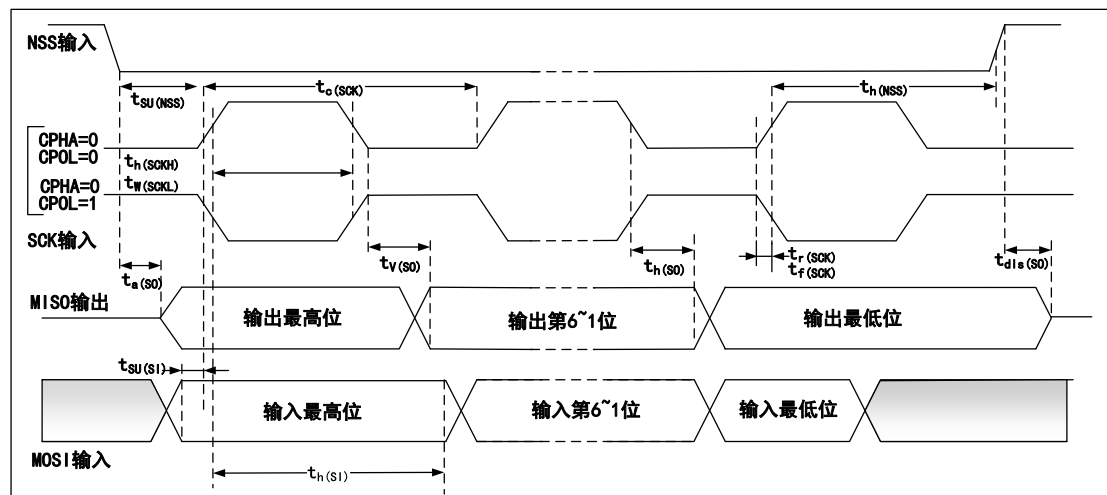 NSS输入
tSU(NSS)
tc(SCK)
th(NSS)
CPHA=0
CPOL=0
th(SCKH)
CPHA=0
tW(SCKL)
CPOL=1
SCK输入
ta(SO)
tV(SO)
th(SO)
tr(SCK)
tf(SCK)
tdis(SO)
MISO输出
输出最高位
输出第6~1位
输出最低位
tSU(SI)
输入最高位
输入第6~1位
输入最低位
MOSI输入
th(SI)